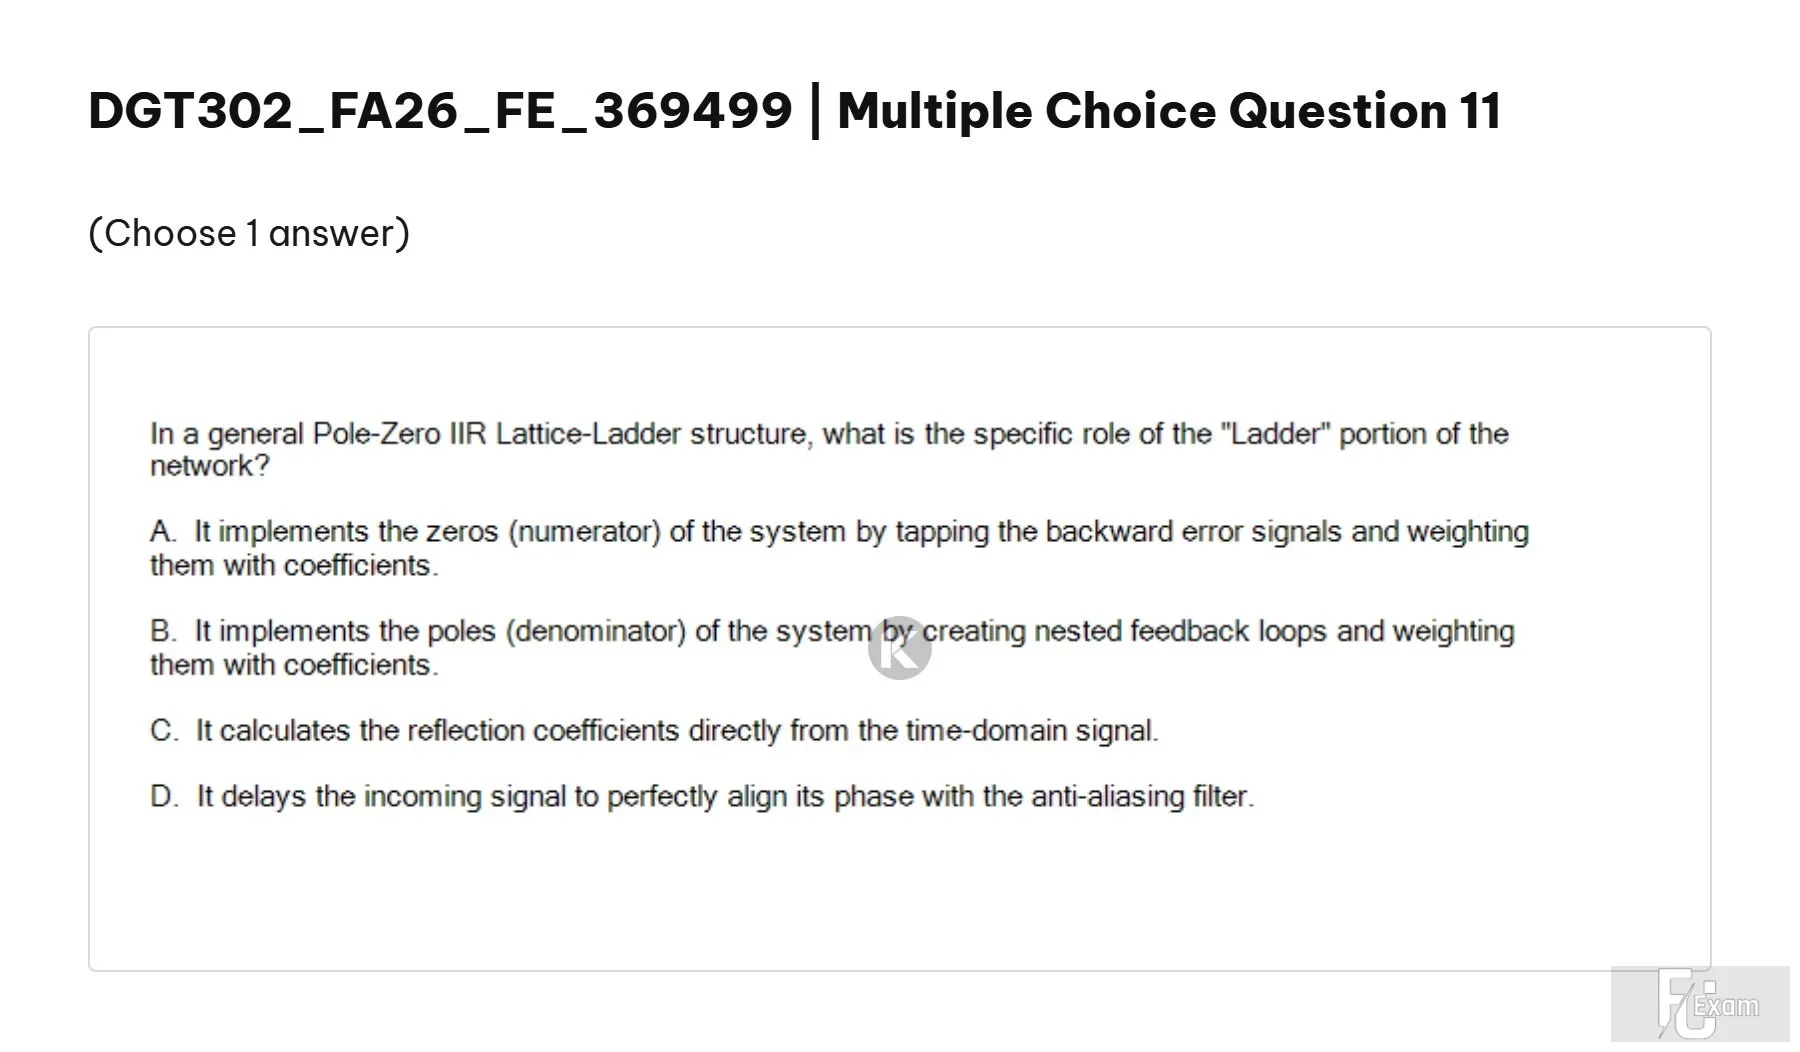 DGT302_FA26_FE_369499 | Multiple Choice Question 11
(Choose 1 answer)
In a general Pole-Zero IIR Lattice-Ladder structure, what is the specific role of the "Ladder" portion of the
network?
A. It implements the zeros (numerator) of the system by tapping the backward error signals and weighting
them with coefficients.
B. It implements the poles (denominator) of the system by creating nested feedback loops and weighting
them with coefficients.
C. It calculates the reflection coefficients directly from the time-domain signal.
D. It delays the incoming signal to perfectly align its phase with the anti-aliasing filter.
K
Exam